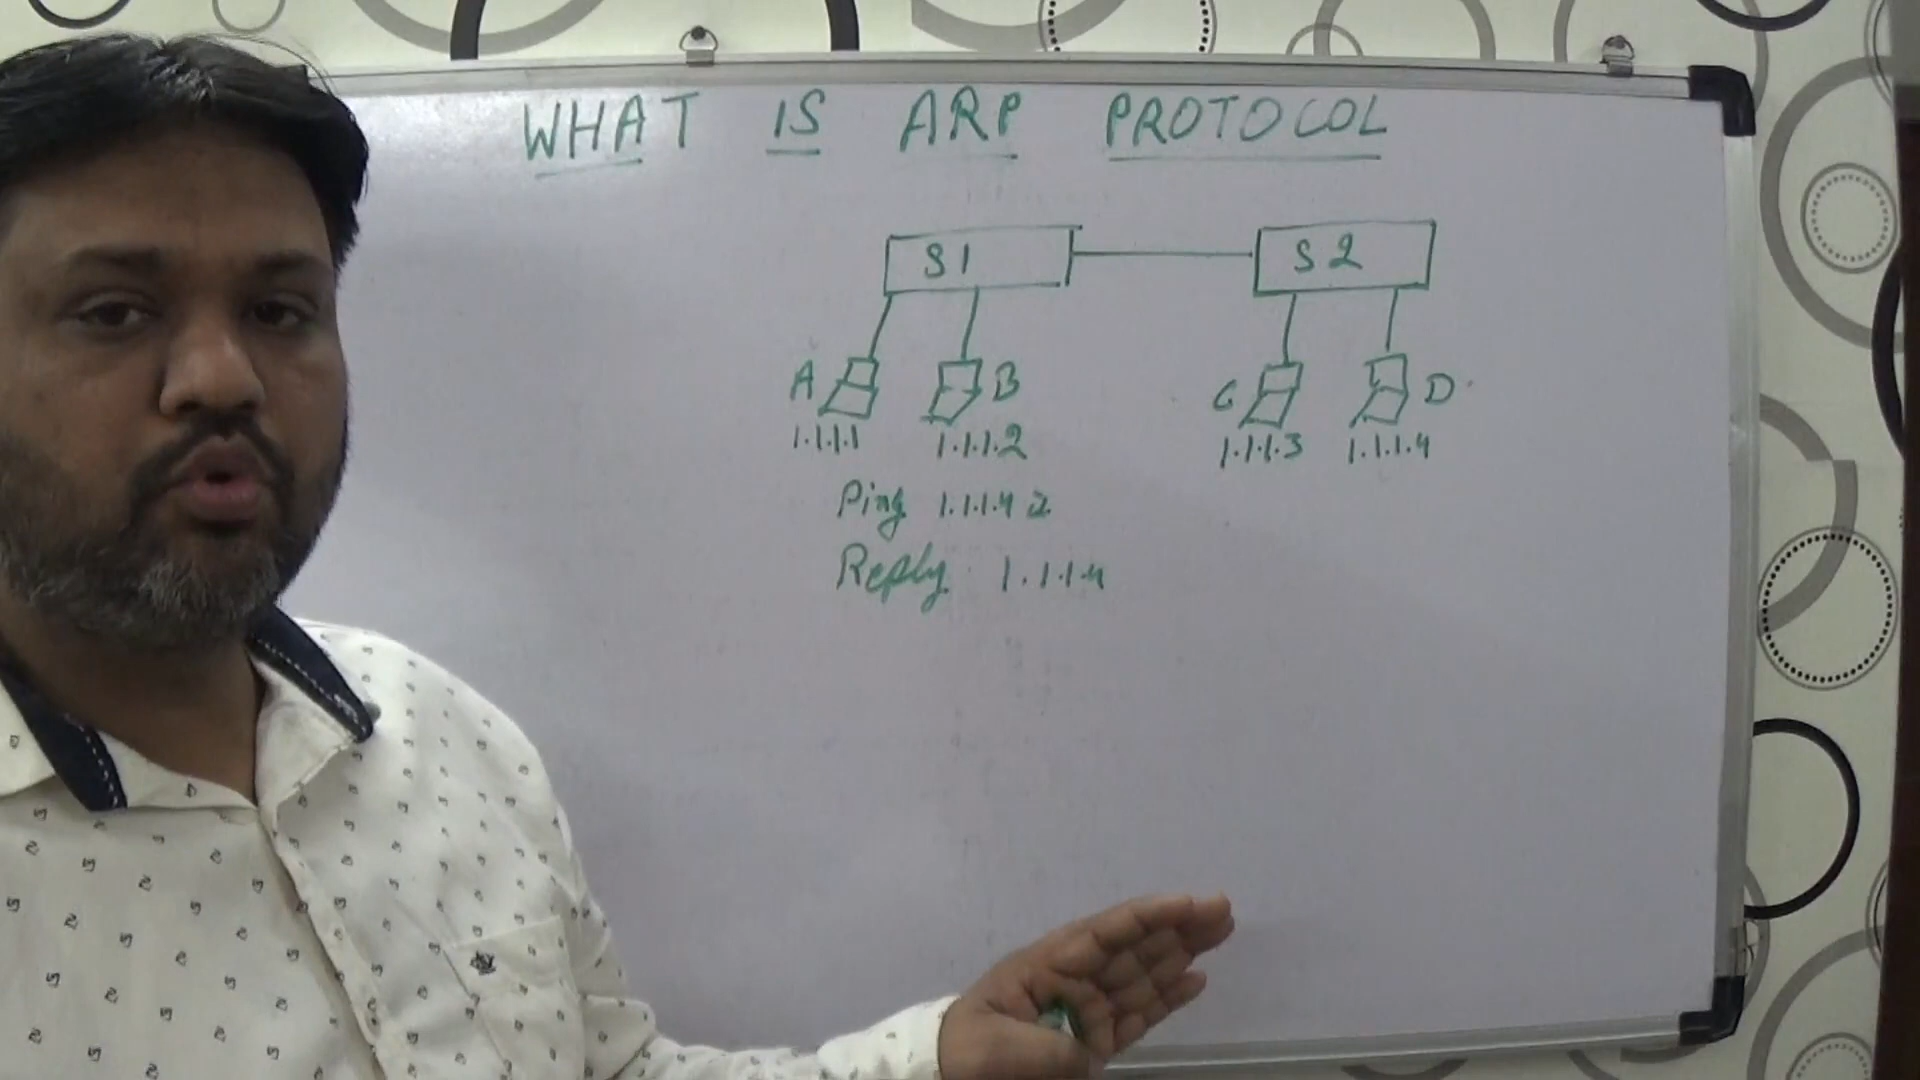 WHAT IS ARP PROTOCOL
S1 S2
A B C D
1.1.1.1 1.1.1.2 1.1.1.3 1.1.1.4
Ping 1.1.1.4
Reply 1.1.1.4